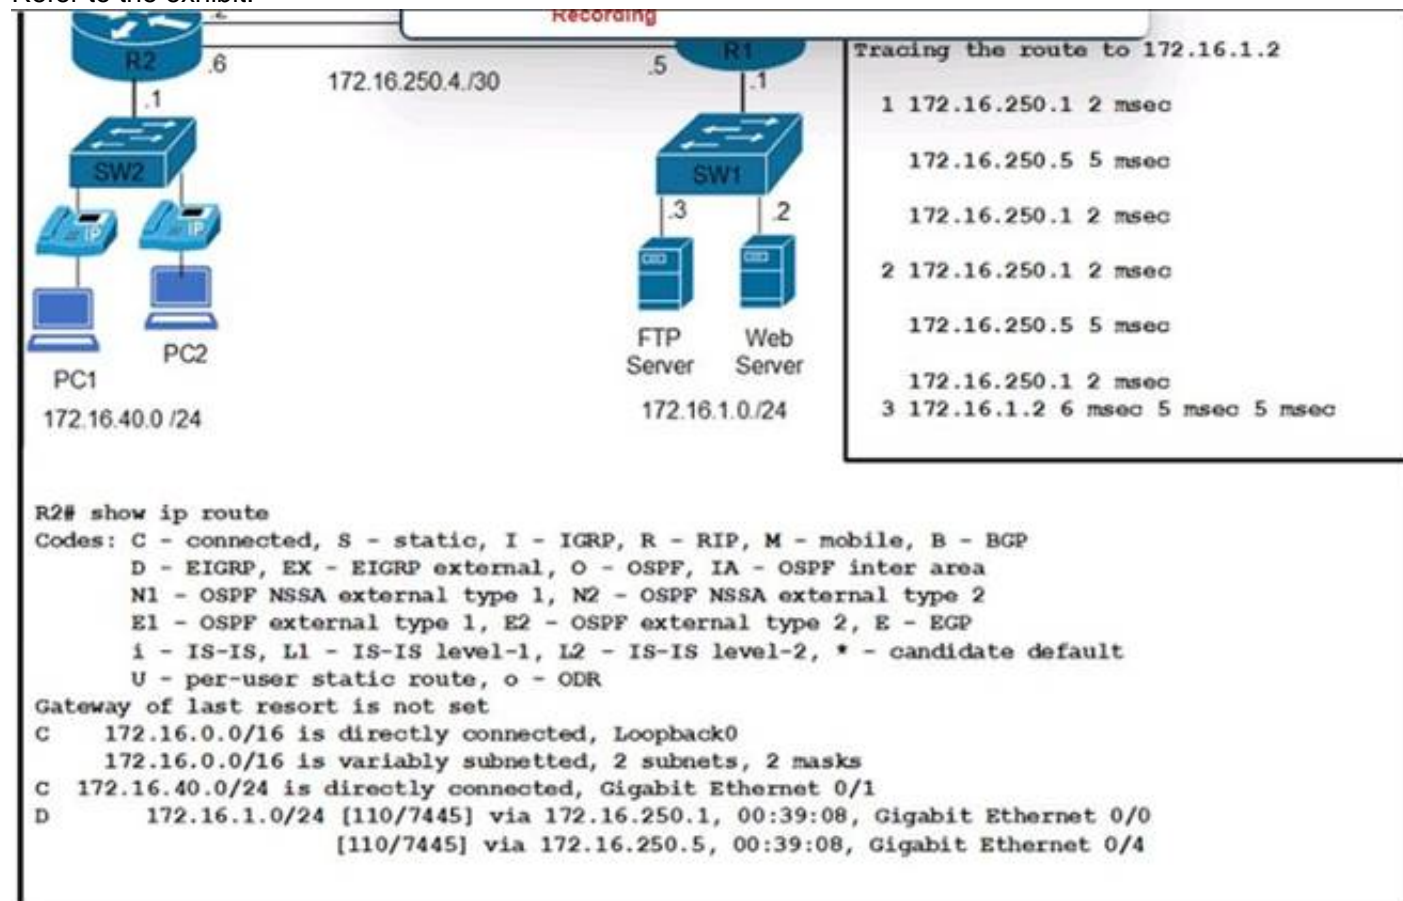 Refer to the exhibit.
Recording
.2
R2
.6
172.16.250.4./30
.5
R1
.1
.1
SW2
SW1
IP
IP
.3
.2
PC1
PC2
FTP
Server
Web
Server
172.16.40.0 /24
172.16.1.0./24
Tracing the route to 172.16.1.2
1 172.16.250.1 2 msec
172.16.250.5 5 msec
172.16.250.1 2 msec
2 172.16.250.1 2 msec
172.16.250.5 5 msec
172.16.250.1 2 msec
3 172.16.1.2 6 msec 5 msec 5 msec
R2# show ip route
Codes: C - connected, S - static, I - IGRP, R - RIP, M - mobile, B - BGP
D - EIGRP, EX - EIGRP external, O - OSPF, IA - OSPF inter area
N1 - OSPF NSSA external type 1, N2 - OSPF NSSA external type 2
E1 - OSPF external type 1, E2 - OSPF external type 2, E - EGP
i - IS-IS, L1 - IS-IS level-1, L2 - IS-IS level-2, * - candidate default
U - per-user static route, o - ODR
Gateway of last resort is not set
C 172.16.0.0/16 is directly connected, Loopback0
172.16.0.0/16 is variably subnetted, 2 subnets, 2 masks
C 172.16.40.0/24 is directly connected, Gigabit Ethernet 0/1
D 172.16.1.0/24 [110/7445] via 172.16.250.1, 00:39:08, Gigabit Ethernet 0/0
[110/7445] via 172.16.250.5, 00:39:08, Gigabit Ethernet 0/4